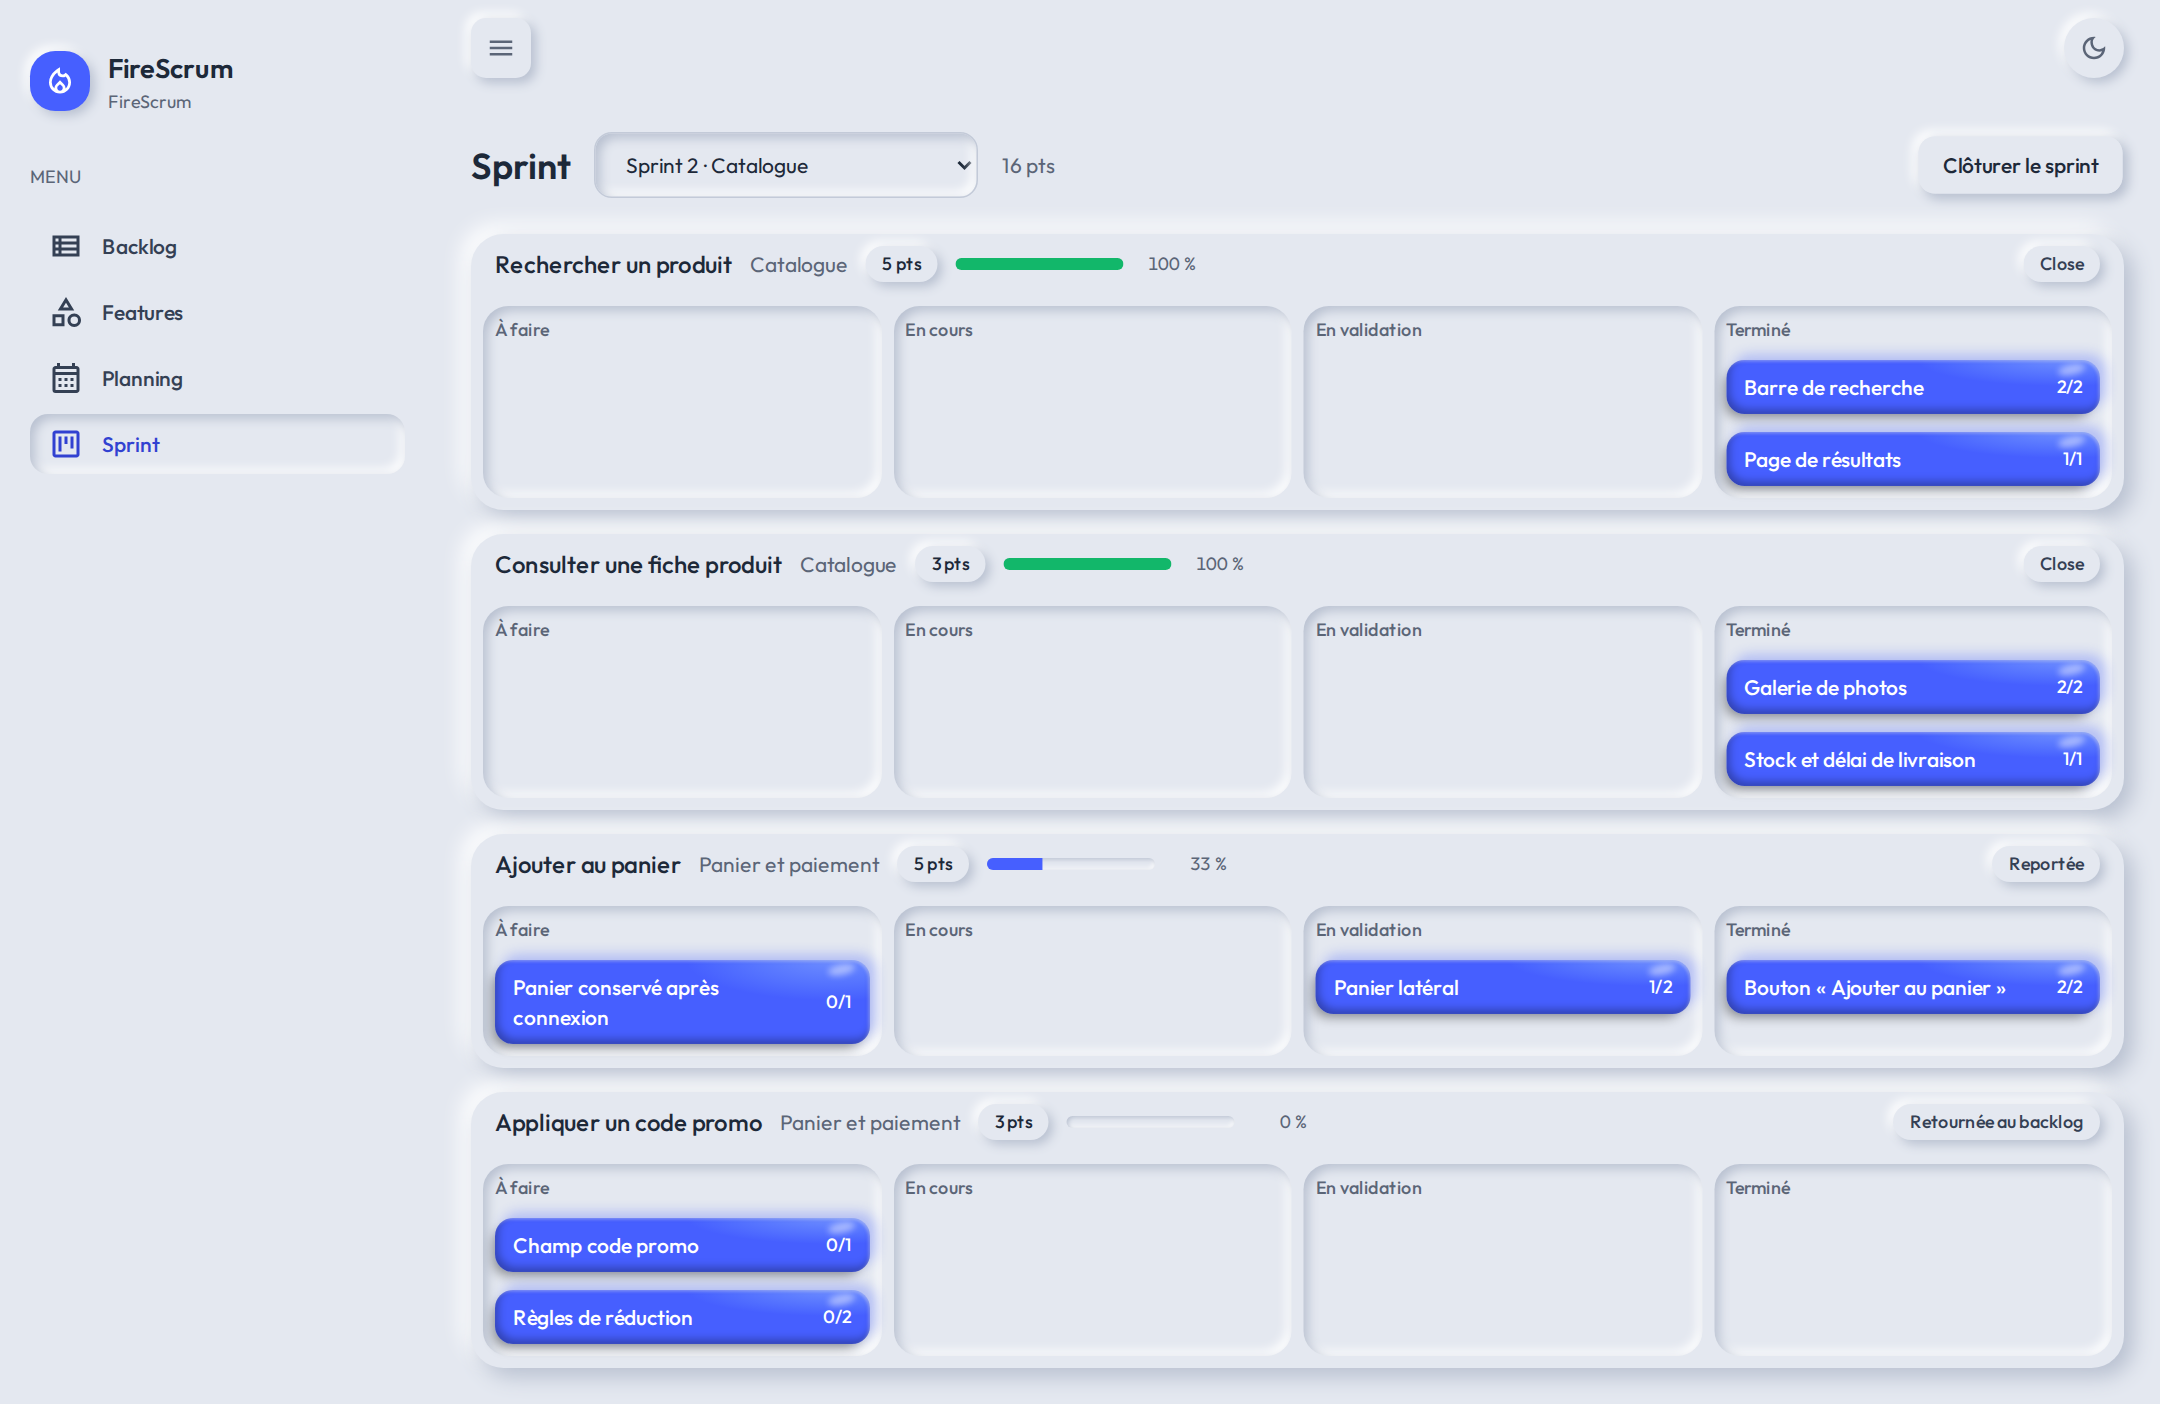 FireScrum
FireScrum
MENU
Backlog
Features
Planning
Sprint
Sprint
Sprint 2 · Catalogue
16 pts
Clôturer le sprint
Rechercher un produit
Catalogue
5 pts
100 %
Close
À faire
En cours
En validation
Terminé
Barre de recherche
2/2
Page de résultats
1/1
Consulter une fiche produit
Catalogue
3 pts
100 %
Close
À faire
En cours
En validation
Terminé
Galerie de photos
2/2
Stock et délai de livraison
1/1
Ajouter au panier
Panier et paiement
5 pts
33 %
Reportée
À faire
En cours
En validation
Terminé
Panier conservé après
connexion
0/1
Panier latéral
1/2
Bouton « Ajouter au panier »
2/2
Appliquer un code promo
Panier et paiement
3 pts
0 %
Retournée au backlog
À faire
En cours
En validation
Terminé
Champ code promo
0/1
Règles de réduction
0/2